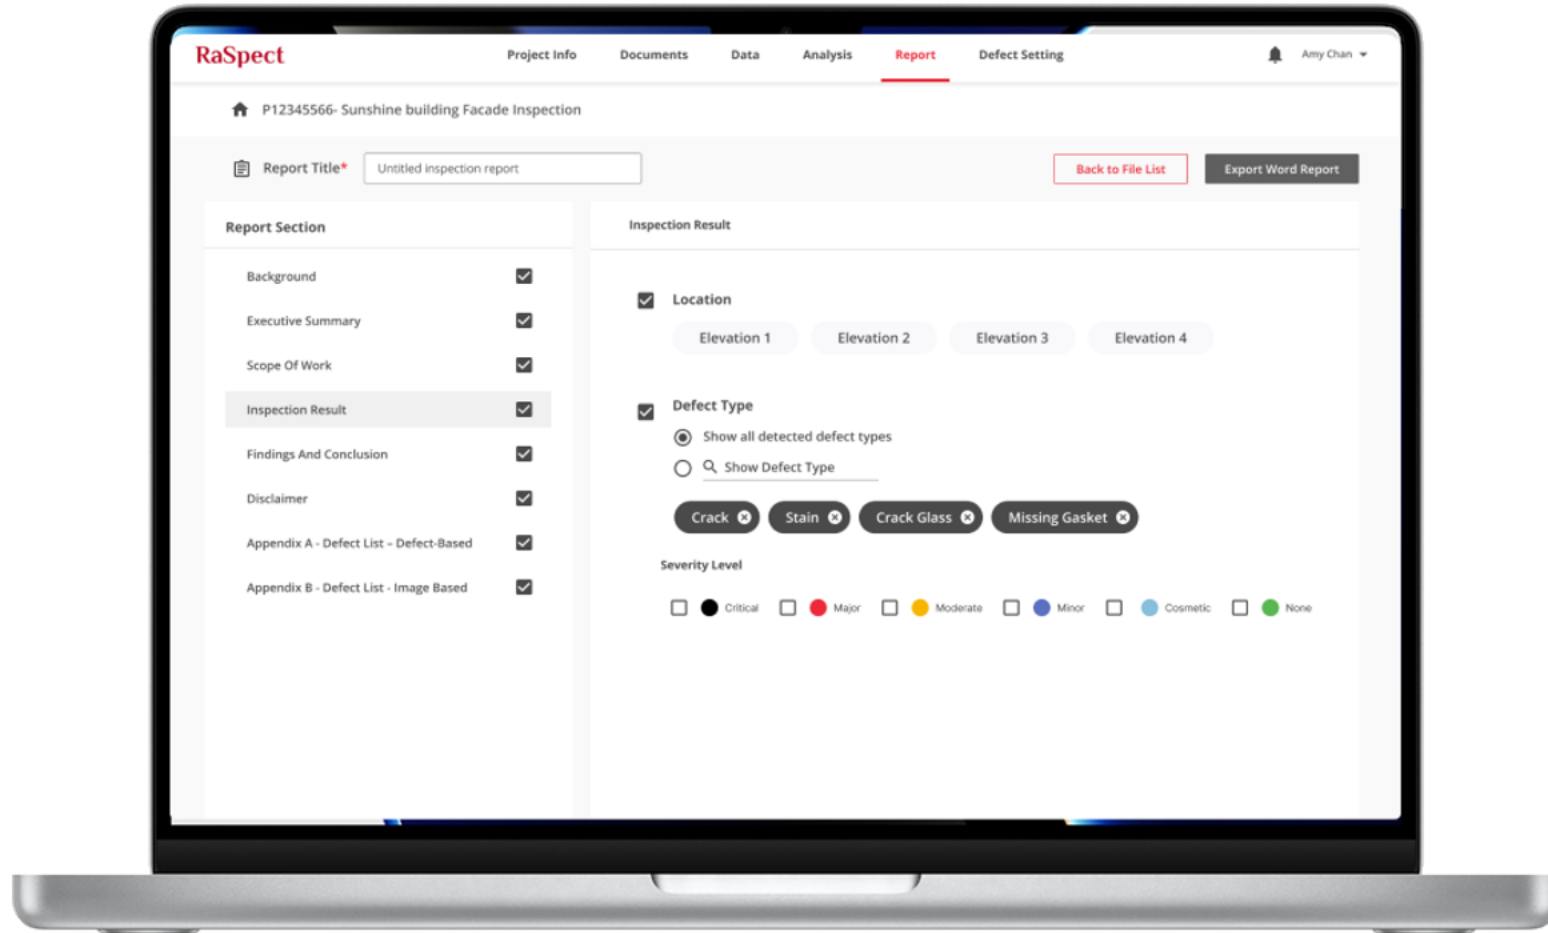 RaSpect
Project Info
Documents
Data
Analysis
Report
Defect Setting
Amy Chan
P12345566- Sunshine building Facade Inspection
Report Title*
Untitled inspection report
Back to File List
Export Word Report
Report Section
Background
Executive Summary
Scope Of Work
Inspection Result
Findings And Conclusion
Disclaimer
Appendix A - Defect List – Defect-Based
Appendix B - Defect List - Image Based
Inspection Result
Location
Elevation 1
Elevation 2
Elevation 3
Elevation 4
Defect Type
Show all detected defect types
Show Defect Type
Crack
Stain
Crack Glass
Missing Gasket
Severity Level
Critical
Major
Moderate
Minor
Cosmetic
None